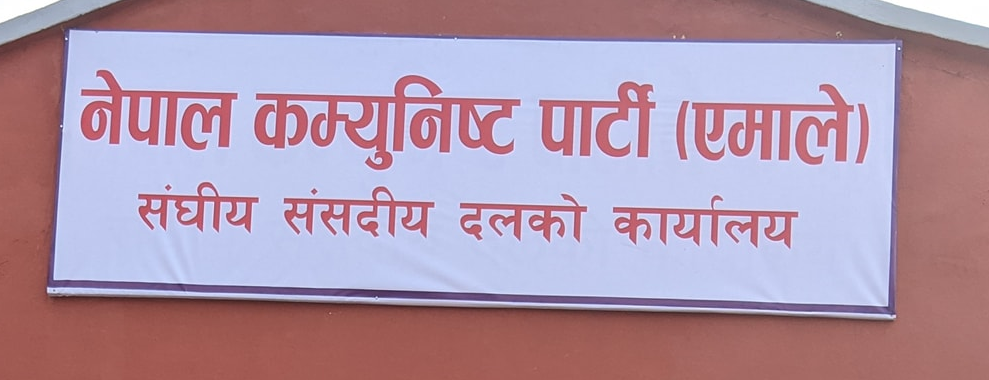 नेपाल कम्युनिष्ट पार्टी (एमाले)
संघीय संसदीय दलको कार्यालय